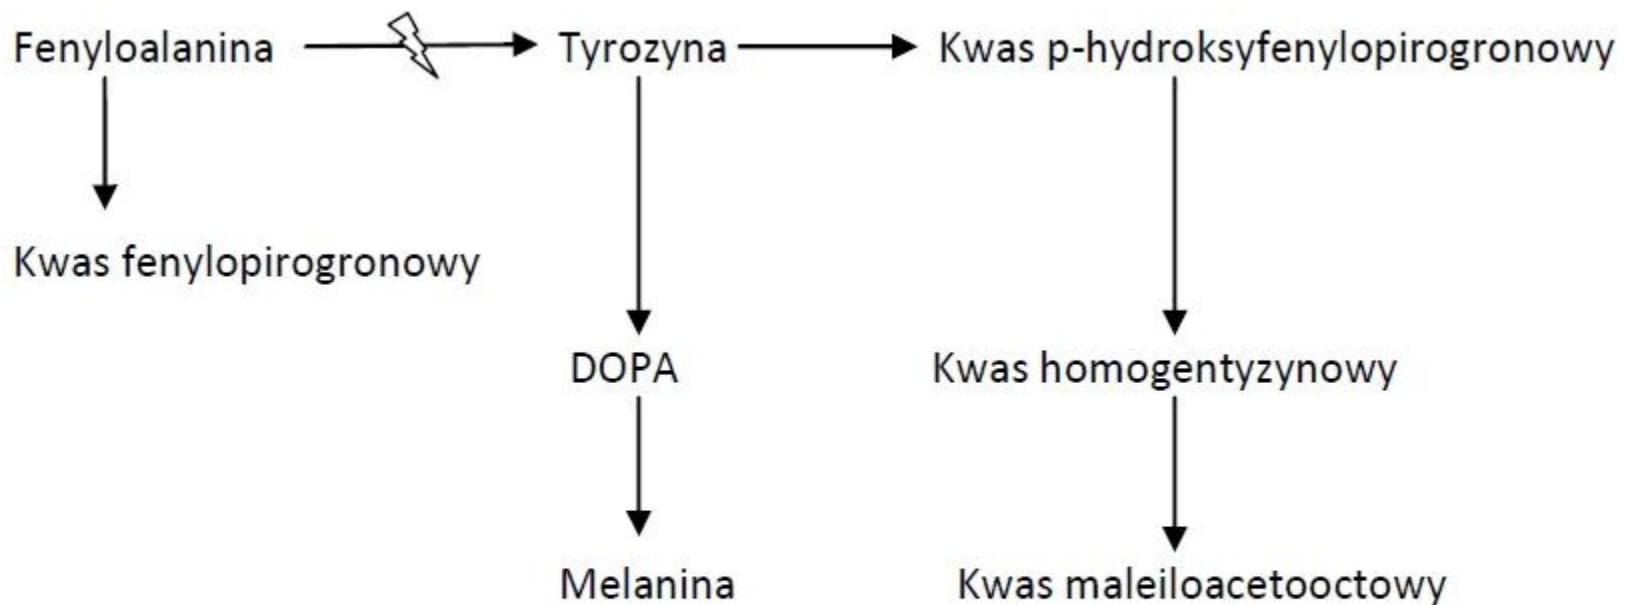 Fenyloalanina Tyrozyna Kwas p-hydroksyfenylopirogronowy
Kwas fenylopirogronowy
DOPA Kwas homogentyzynowy
Melanina Kwas maleiloacetooctowy